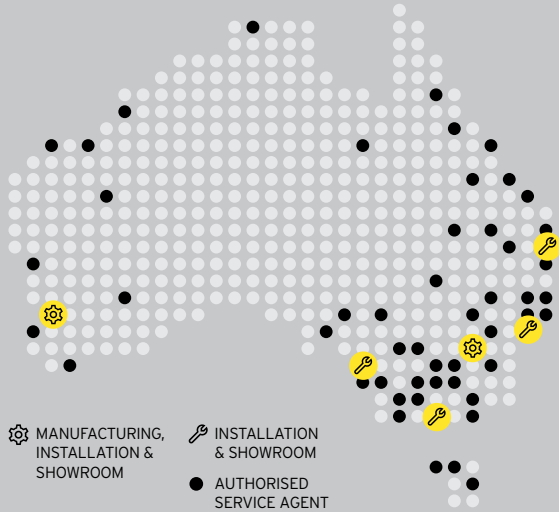 MANUFACTURING,
INSTALLATION &
SHOWROOM
INSTALLATION
& SHOWROOM
AUTHORISED
SERVICE AGENT